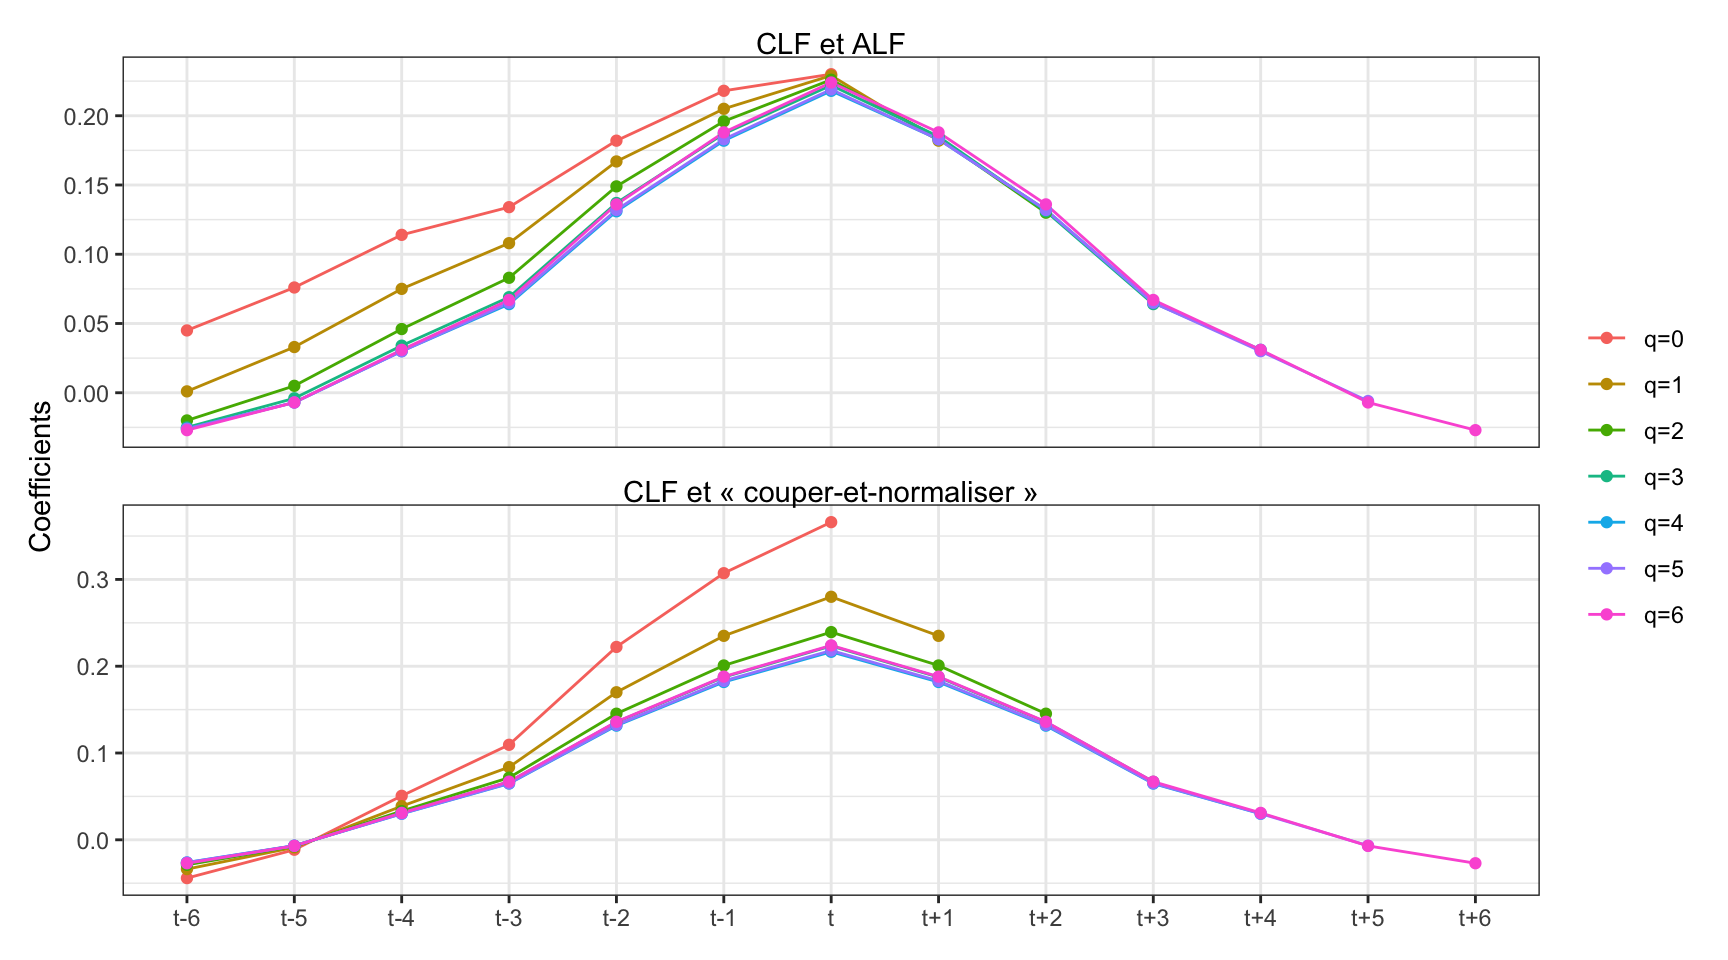 CLF et ALF
0.20
0.15
0.10
0.05
0.00
Coefficients
CLF et « couper-et-normaliser »
0.3
0.2
0.1
0.0
t-6 t-5 t-4 t-3 t-2 t-1 t t+1 t+2 t+3 t+4 t+5 t+6
q=0
q=1
q=2
q=3
q=4
q=5
q=6